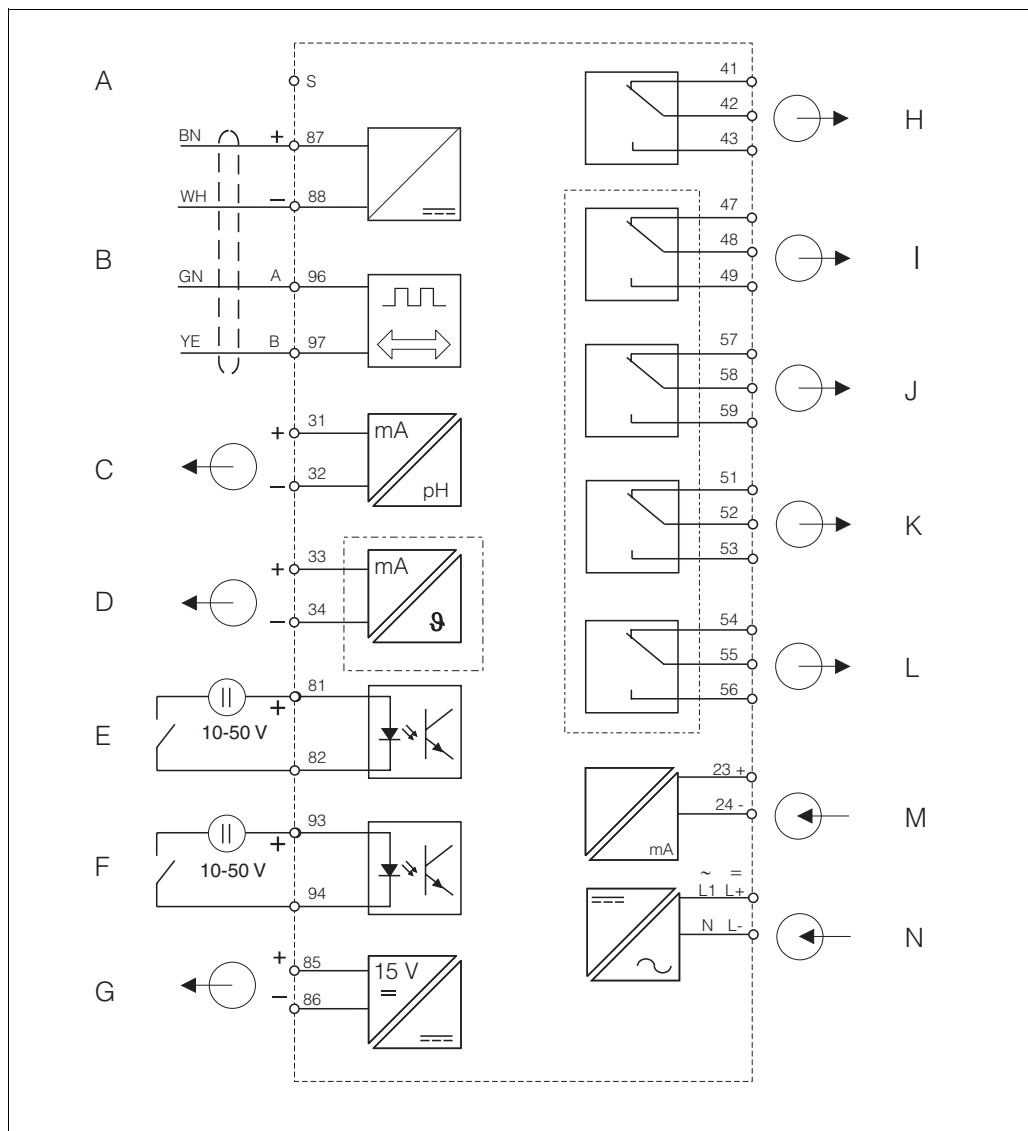 A
S
BN
+
87
WH
–
88
B
GN
A
96
YE
B
97
C
+
31
–
32
mA
pH
D
+
33
–
34
mA
ϑ
E
10-50 V
+
81
82
F
10-50 V
+
93
94
G
+
85
–
86
15 V
=
41
42
43
H
47
48
49
I
57
58
59
J
51
52
53
K
54
55
56
L
23 +
24 -
mA
M
~ =
L1 L+
N L-
N